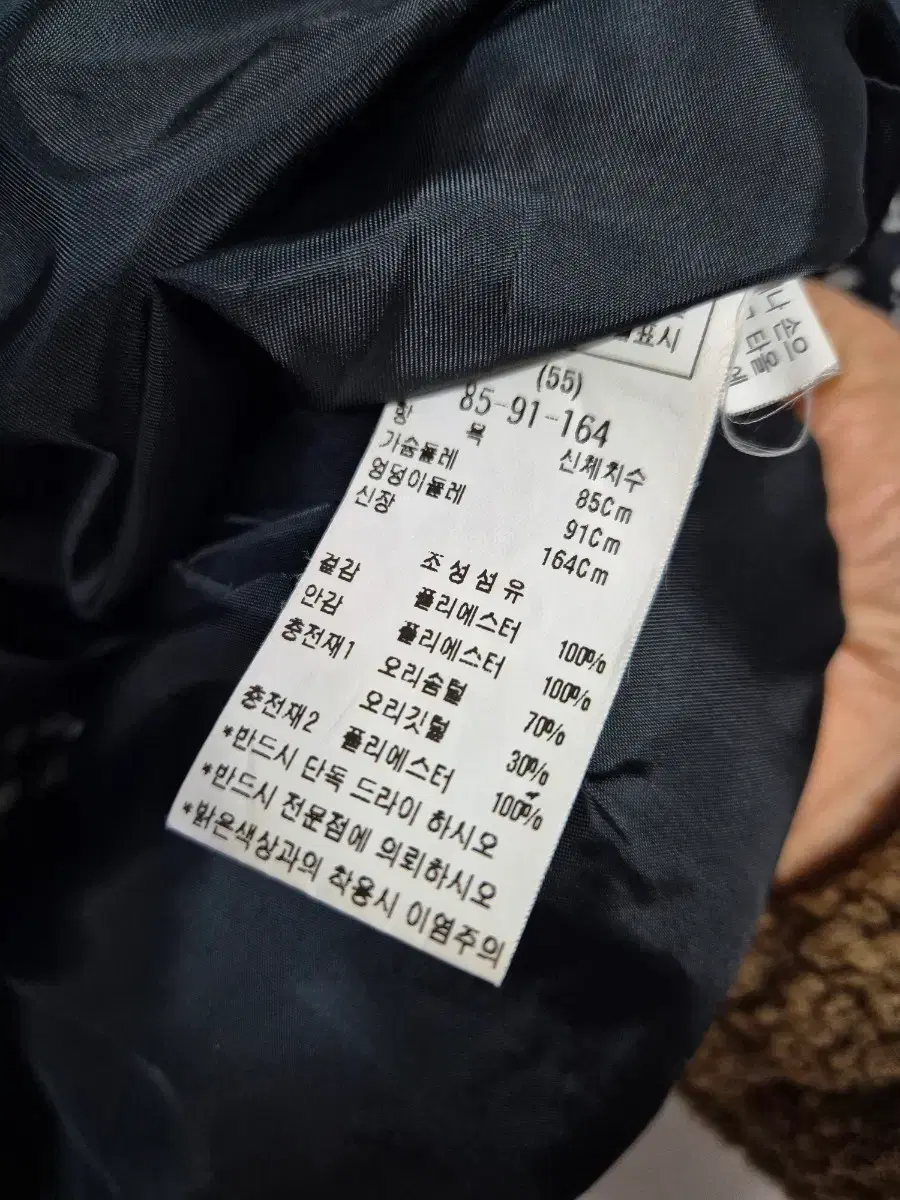 표시
(55)
85-91-164
항 목 신체치수
가슴둘레 85Cm
엉덩이둘레 91Cm
신장 164Cm
조성섬유
겉감 폴리에스터 100%
안감 폴리에스터 100%
충전재1 오리솜털 70%
오리깃털 30%
충전재2 폴리에스터 100%
*반드시 단독 드라이 하시오
*반드시 전문점에 의뢰하시오
*밝은색상과의 착용시 이염주의